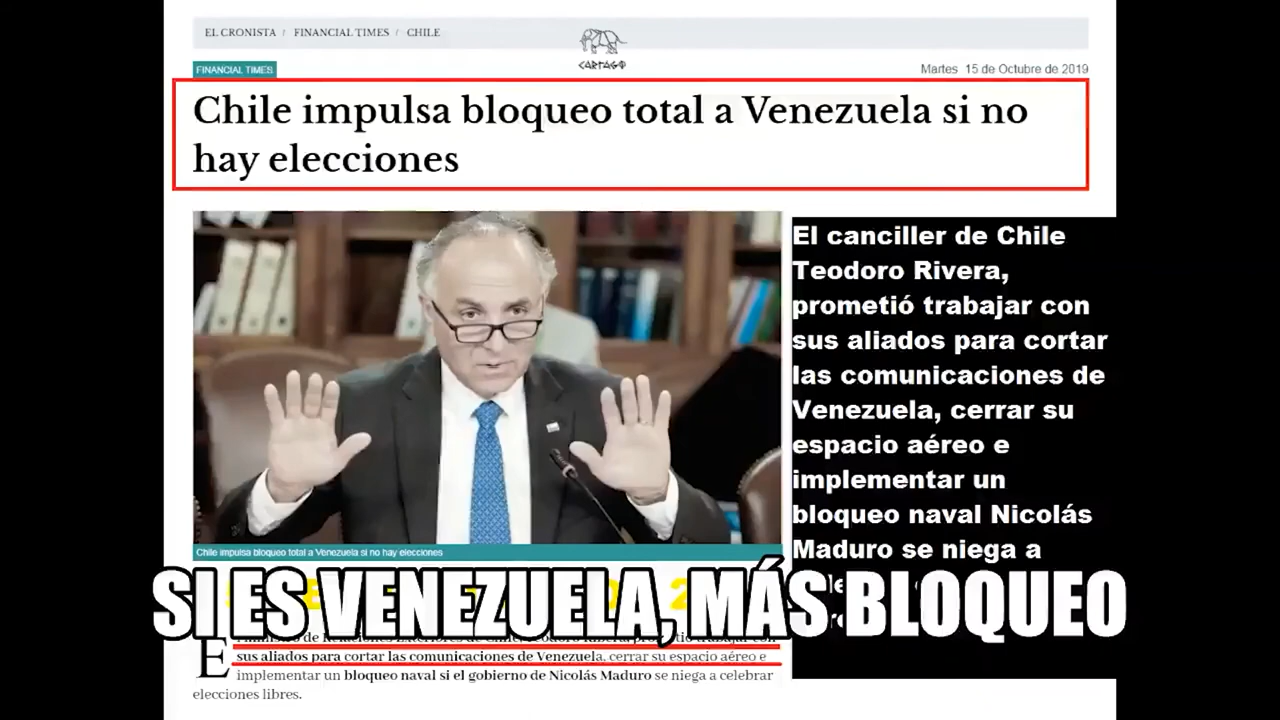 EL CRONISTA / FINANCIAL TIMES / CHILE
CARTAGO
FINANCIAL TIMES
Martes 15 de Octubre de 2019
Chile impulsa bloqueo total a Venezuela si no
hay elecciones
El canciller de Chile
Teodoro Rivera,
prometió trabajar con
sus aliados para cortar
las comunicaciones de
Venezuela, cerrar su
espacio aéreo e
implementar un
bloqueo naval Nicolás
Maduro se niega a
Chile impulsa bloqueo total a Venezuela si no hay elecciones
SI ES VENEZUELA, MÁS BLOQUEO
sus aliados para cortar las comunicaciones de Venezuela, cerrar su espacio aéreo e
implementar un bloqueo naval si el gobierno de Nicolás Maduro se niega a celebrar
elecciones libres.